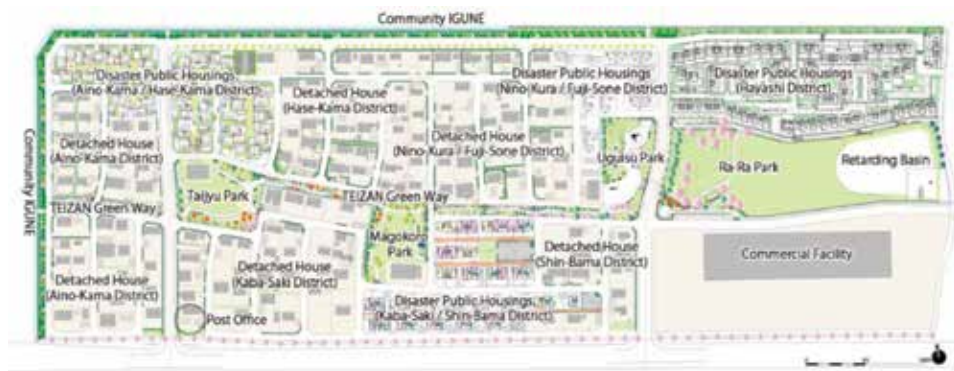 Community IGUNE
Disaster Public Housings
(Aino-Kama / Hase-Kama District)
Detached House
(Hase-Kama District)
Disaster Public Housings
(Nino-Kura / Fuji-Sone District)
Disaster Public Housings
(Hayashi District)
Community IGUNE
Detached House
(Aino-Kama District)
Detached House
(Nino-Kura / Fuji-Sone District)
Uguisu Park
Ra-Ra Park
Retarding Basin
Taijyu Park
TEIZAN Green Way
TEIZAN Green Way
Magokoro
Park
Detached House
(Shin-Bama District)
Commercial Facility
Detached House
(Aino-Kama District)
Detached House
(Kaba-Saki District)
Post Office
Disaster Public Housings
(Kaba-Saki / Shin-Bama District)